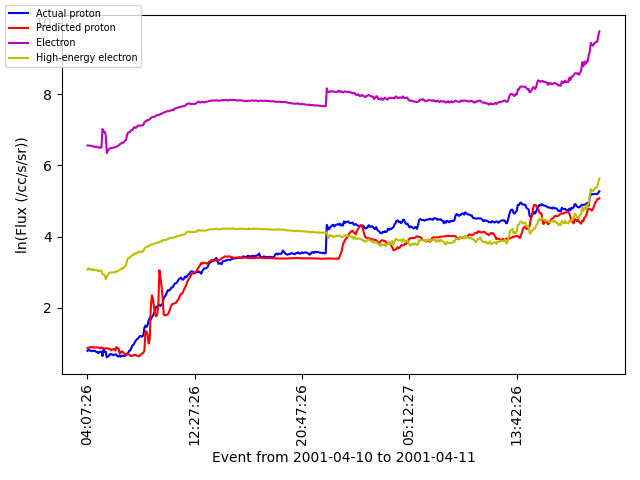 Actual proton
Predicted proton
Electron
High-energy electron
8
6
4
2
ln(Flux (/cc/s/sr))
04:07:26
12:27:26
20:47:26
05:12:27
13:42:26
Event from 2001-04-10 to 2001-04-11